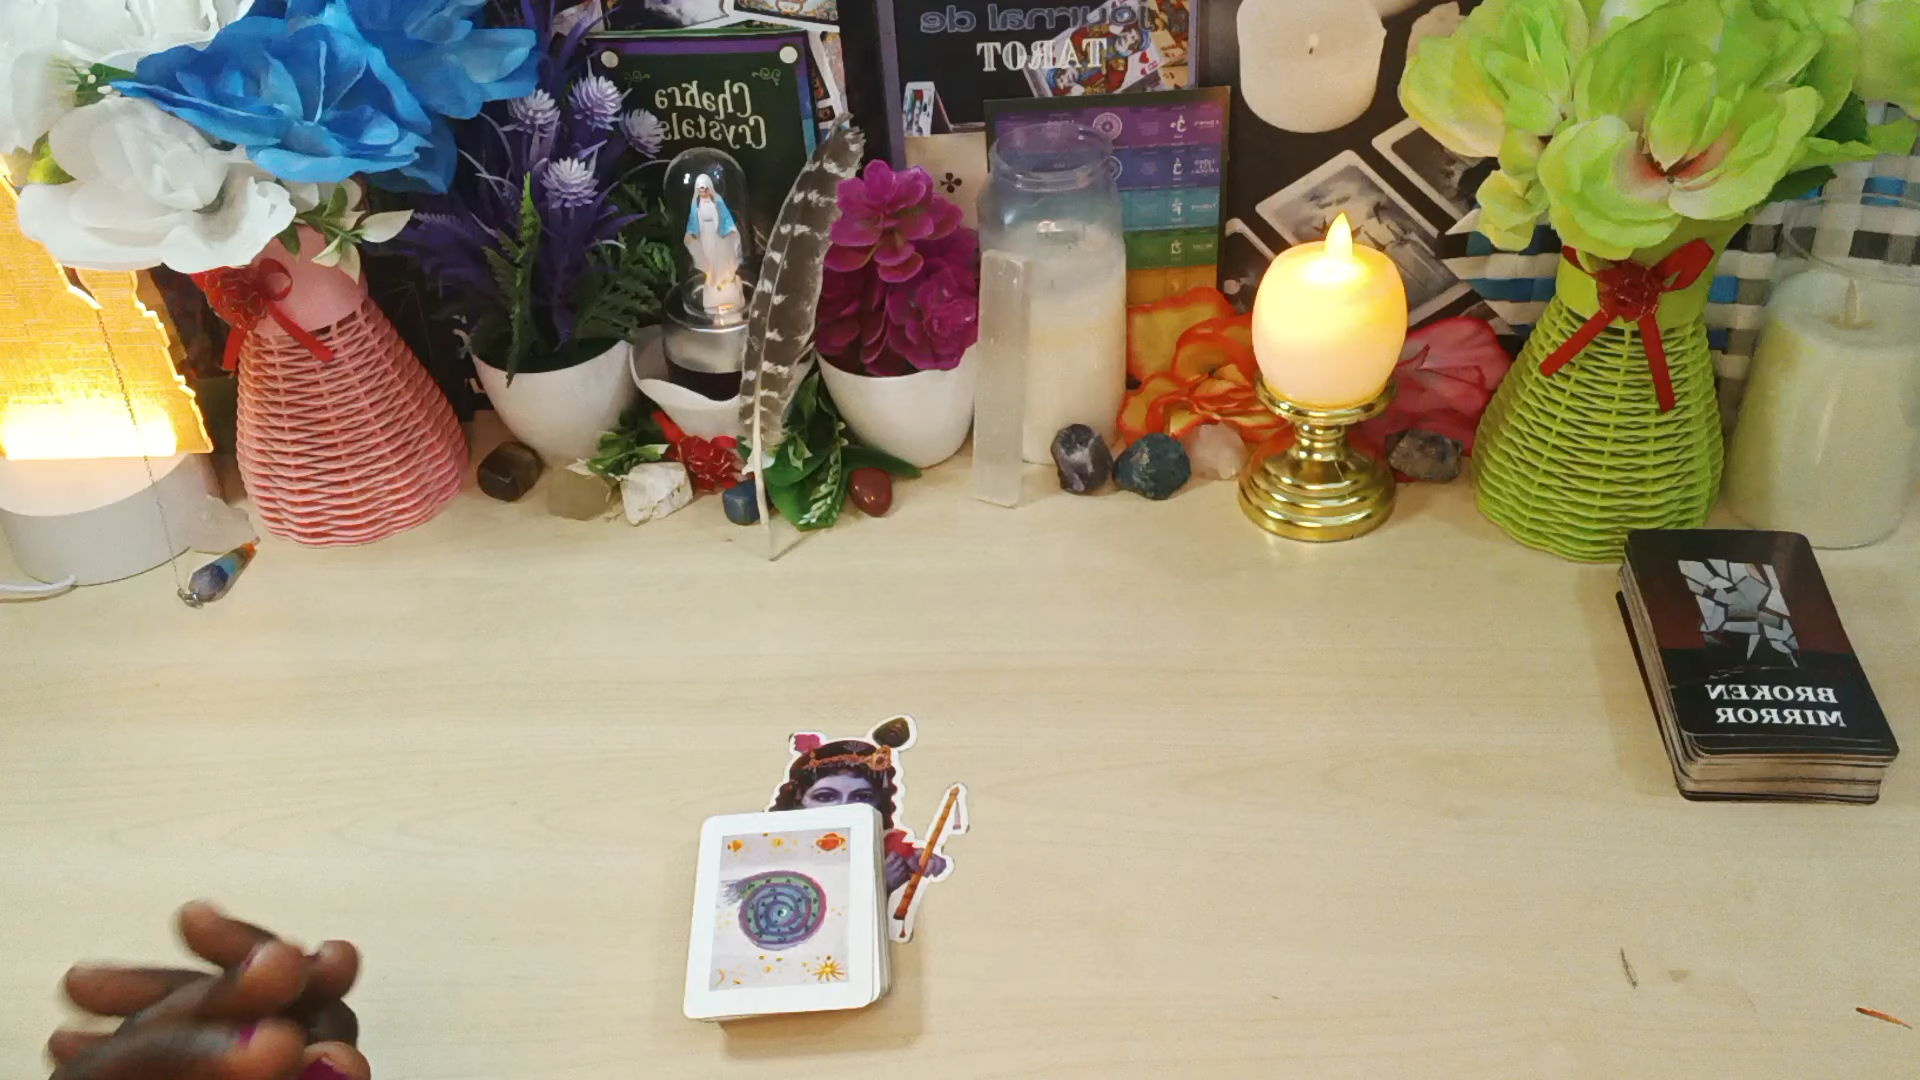 Journal de
TAROT
Chakra
Crystals
BROKEN
MIRROR